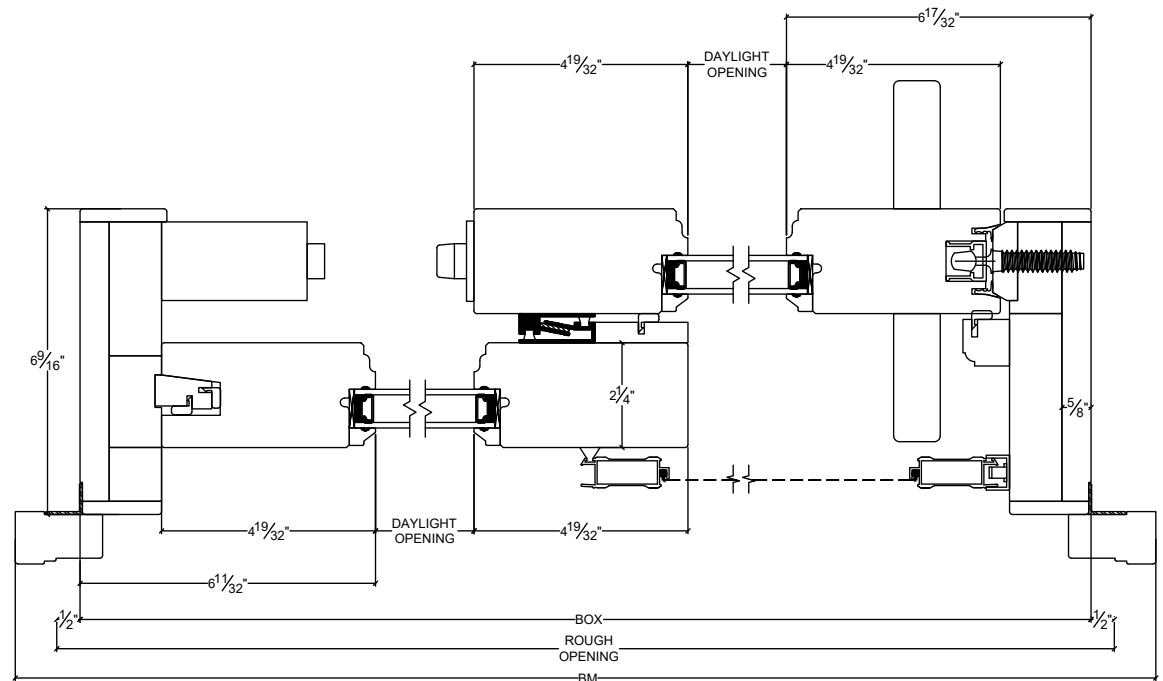 6 17/32"
4 19/32"
DAYLIGHT
OPENING
4 19/32"
6 9/16"
2 1/4"
5/8"
4 19/32"
DAYLIGHT
OPENING
4 19/32"
6 11/32"
1/2"
BOX
1/2"
ROUGH
OPENING
BM